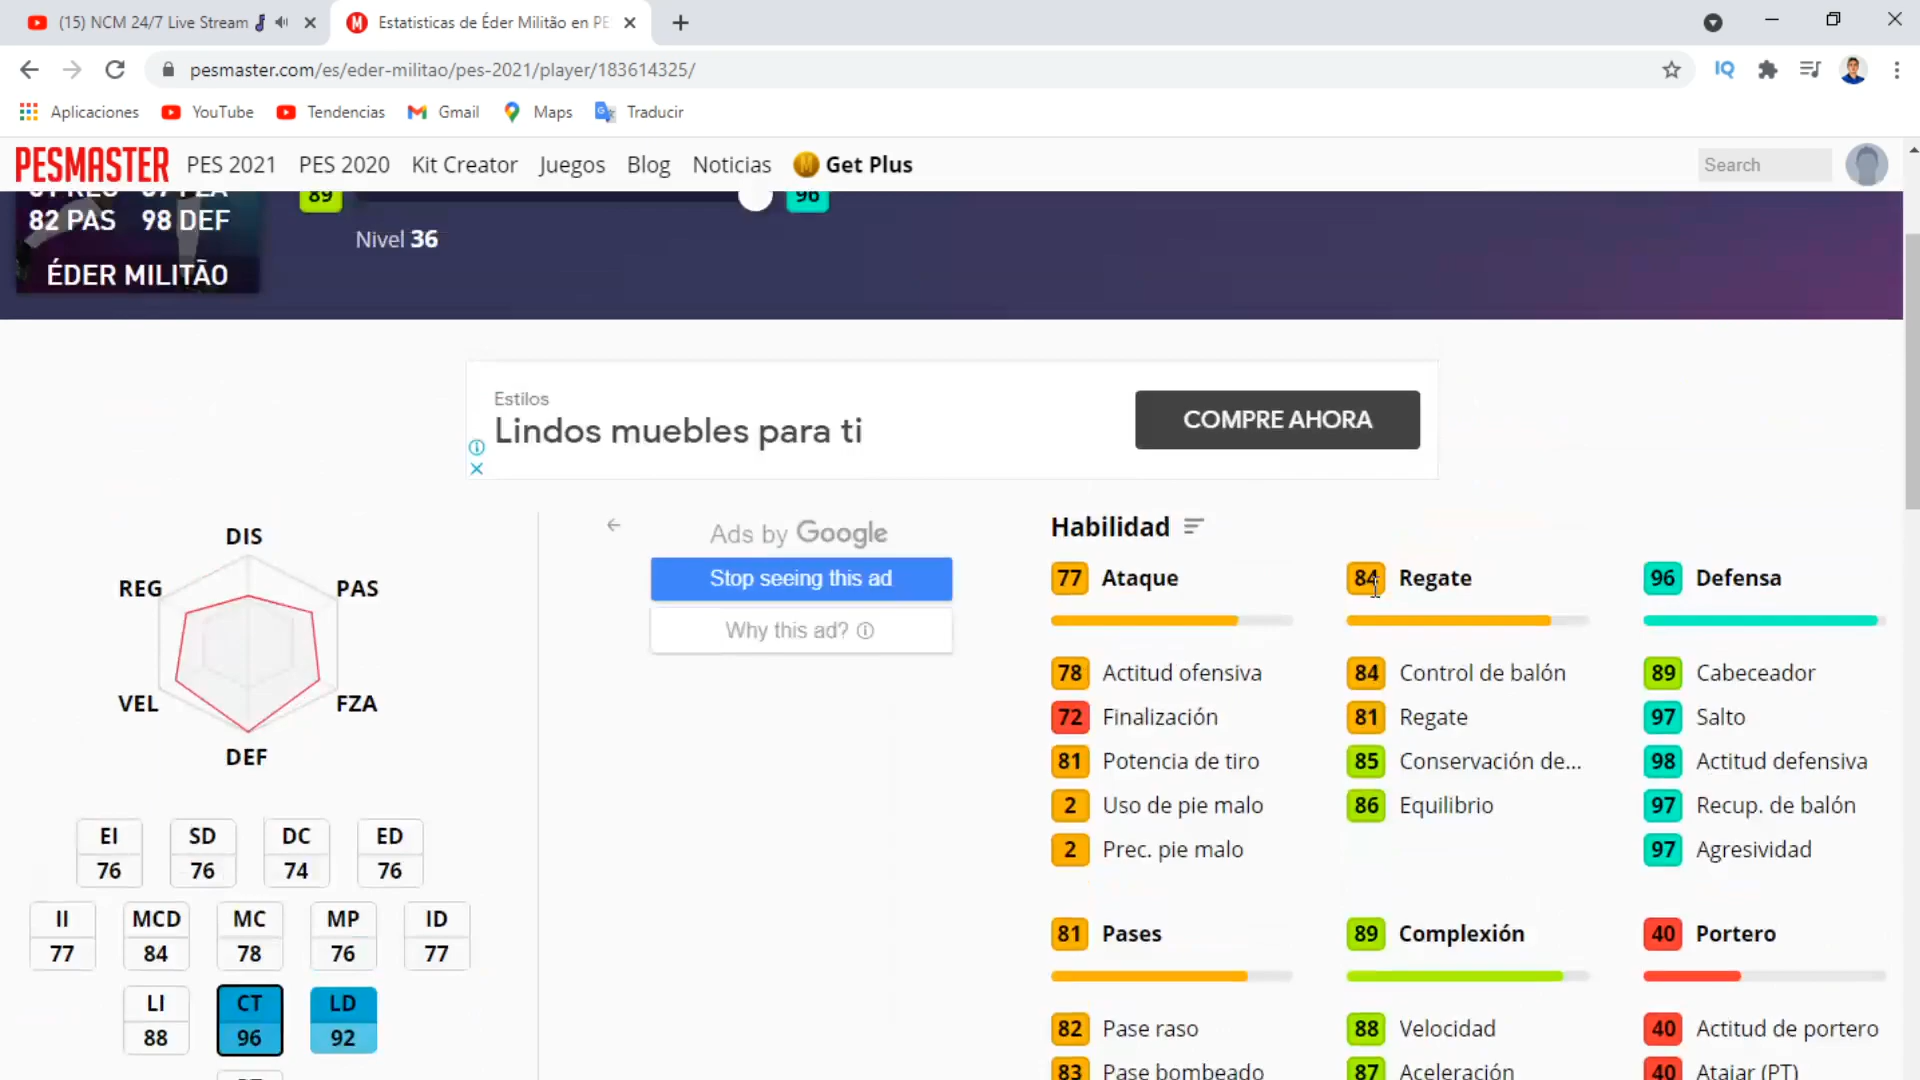 (15) NCM 24/7 Live Stream
Estatisticas de Éder Militão en PE
pesmaster.com/es/eder-militao/pes-2021/player/183614325/
IQ
Aplicaciones
YouTube
Tendencias
Gmail
Maps
Traducir
PESMASTER
PES 2021
PES 2020
Kit Creator
Juegos
Blog
Noticias
Get Plus
Search
82 PAS 98 DEF
ÉDER MILITÃO
89
96
Nivel 36
Estilos
Lindos muebles para ti
COMPRE AHORA
DIS
REG
PAS
VEL
FZA
DEF
Ads by Google
Stop seeing this ad
Why this ad?
Habilidad
77 Ataque
78 Actitud ofensiva
72 Finalización
81 Potencia de tiro
2 Uso de pie malo
2 Prec. pie malo
84 Regate
84 Control de balón
81 Regate
85 Conservación de...
86 Equilibrio
96 Defensa
89 Cabeceador
97 Salto
98 Actitud defensiva
97 Recup. de balón
97 Agresividad
EI SD DC ED
76 76 74 76
II MCD MC MP ID
77 84 78 76 77
LI CT LD
88 96 92
81 Pases
82 Pase raso
83 Pase bombeado
89 Complexión
88 Velocidad
87 Aceleración
40 Portero
40 Actitud de portero
40 Atajar (PT)